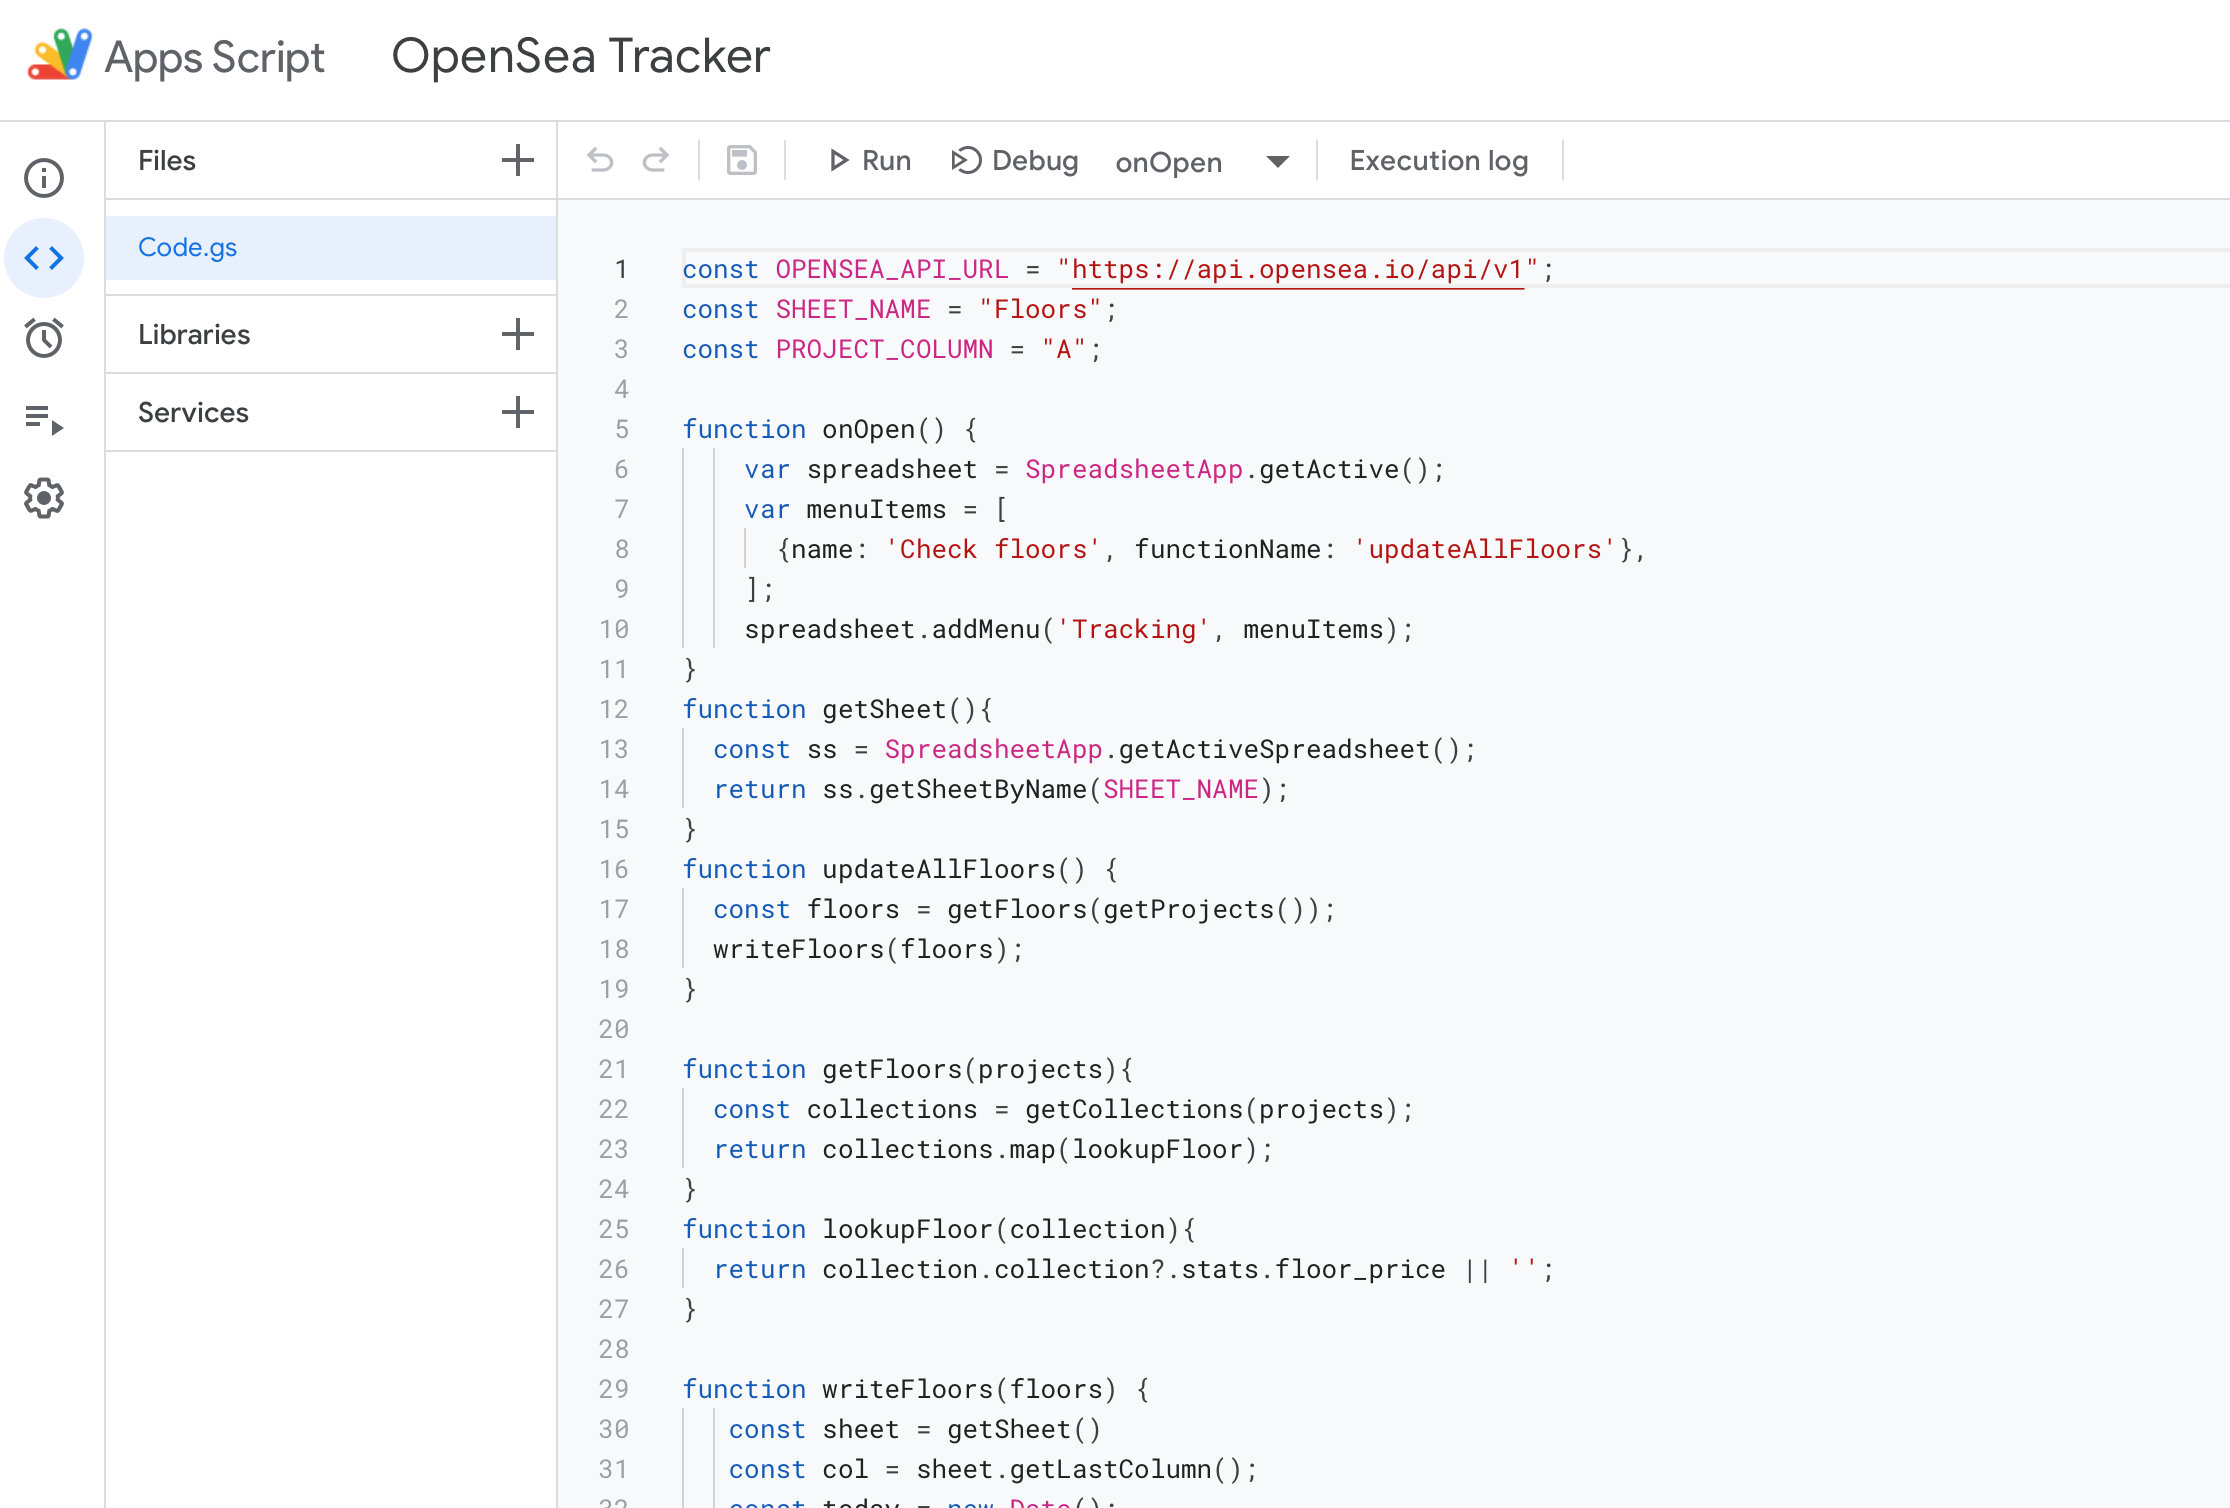 Apps Script OpenSea Tracker
Files
Run Debug onOpen Execution log
Code.gs
Libraries
Services
1 const OPENSEA_API_URL = "https://api.opensea.io/api/v1";
2 const SHEET_NAME = "Floors";
3 const PROJECT_COLUMN = "A";
4
5 function onOpen() {
6 var spreadsheet = SpreadsheetApp.getActive();
7 var menuItems = [
8 {name: 'Check floors', functionName: 'updateAllFloors'},
9 ];
10 spreadsheet.addMenu('Tracking', menuItems);
11 }
12 function getSheet(){
13 const ss = SpreadsheetApp.getActiveSpreadsheet();
14 return ss.getSheetByName(SHEET_NAME);
15 }
16 function updateAllFloors() {
17 const floors = getFloors(getProjects());
18 writeFloors(floors);
19 }
20
21 function getFloors(projects){
22 const collections = getCollections(projects);
23 return collections.map(lookupFloor);
24 }
25 function lookupFloor(collection){
26 return collection.collection?.stats.floor_price || '';
27 }
28
29 function writeFloors(floors) {
30 const sheet = getSheet()
31 const col = sheet.getLastColumn();
32 const today = new Date();